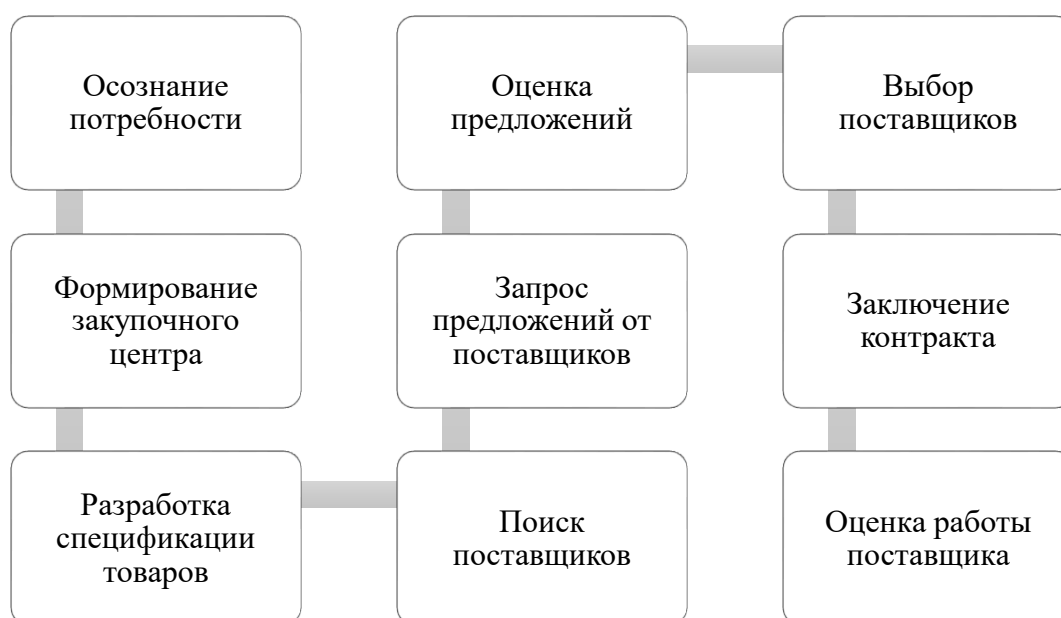 Осознание
потребности
Формирование
закупочного
центра
Разработка
спецификации
товаров
Поиск
поставщиков
Запрос
предложений от
поставщиков
Оценка
предложений
Выбор
поставщиков
Заключение
контракта
Оценка работы
поставщика